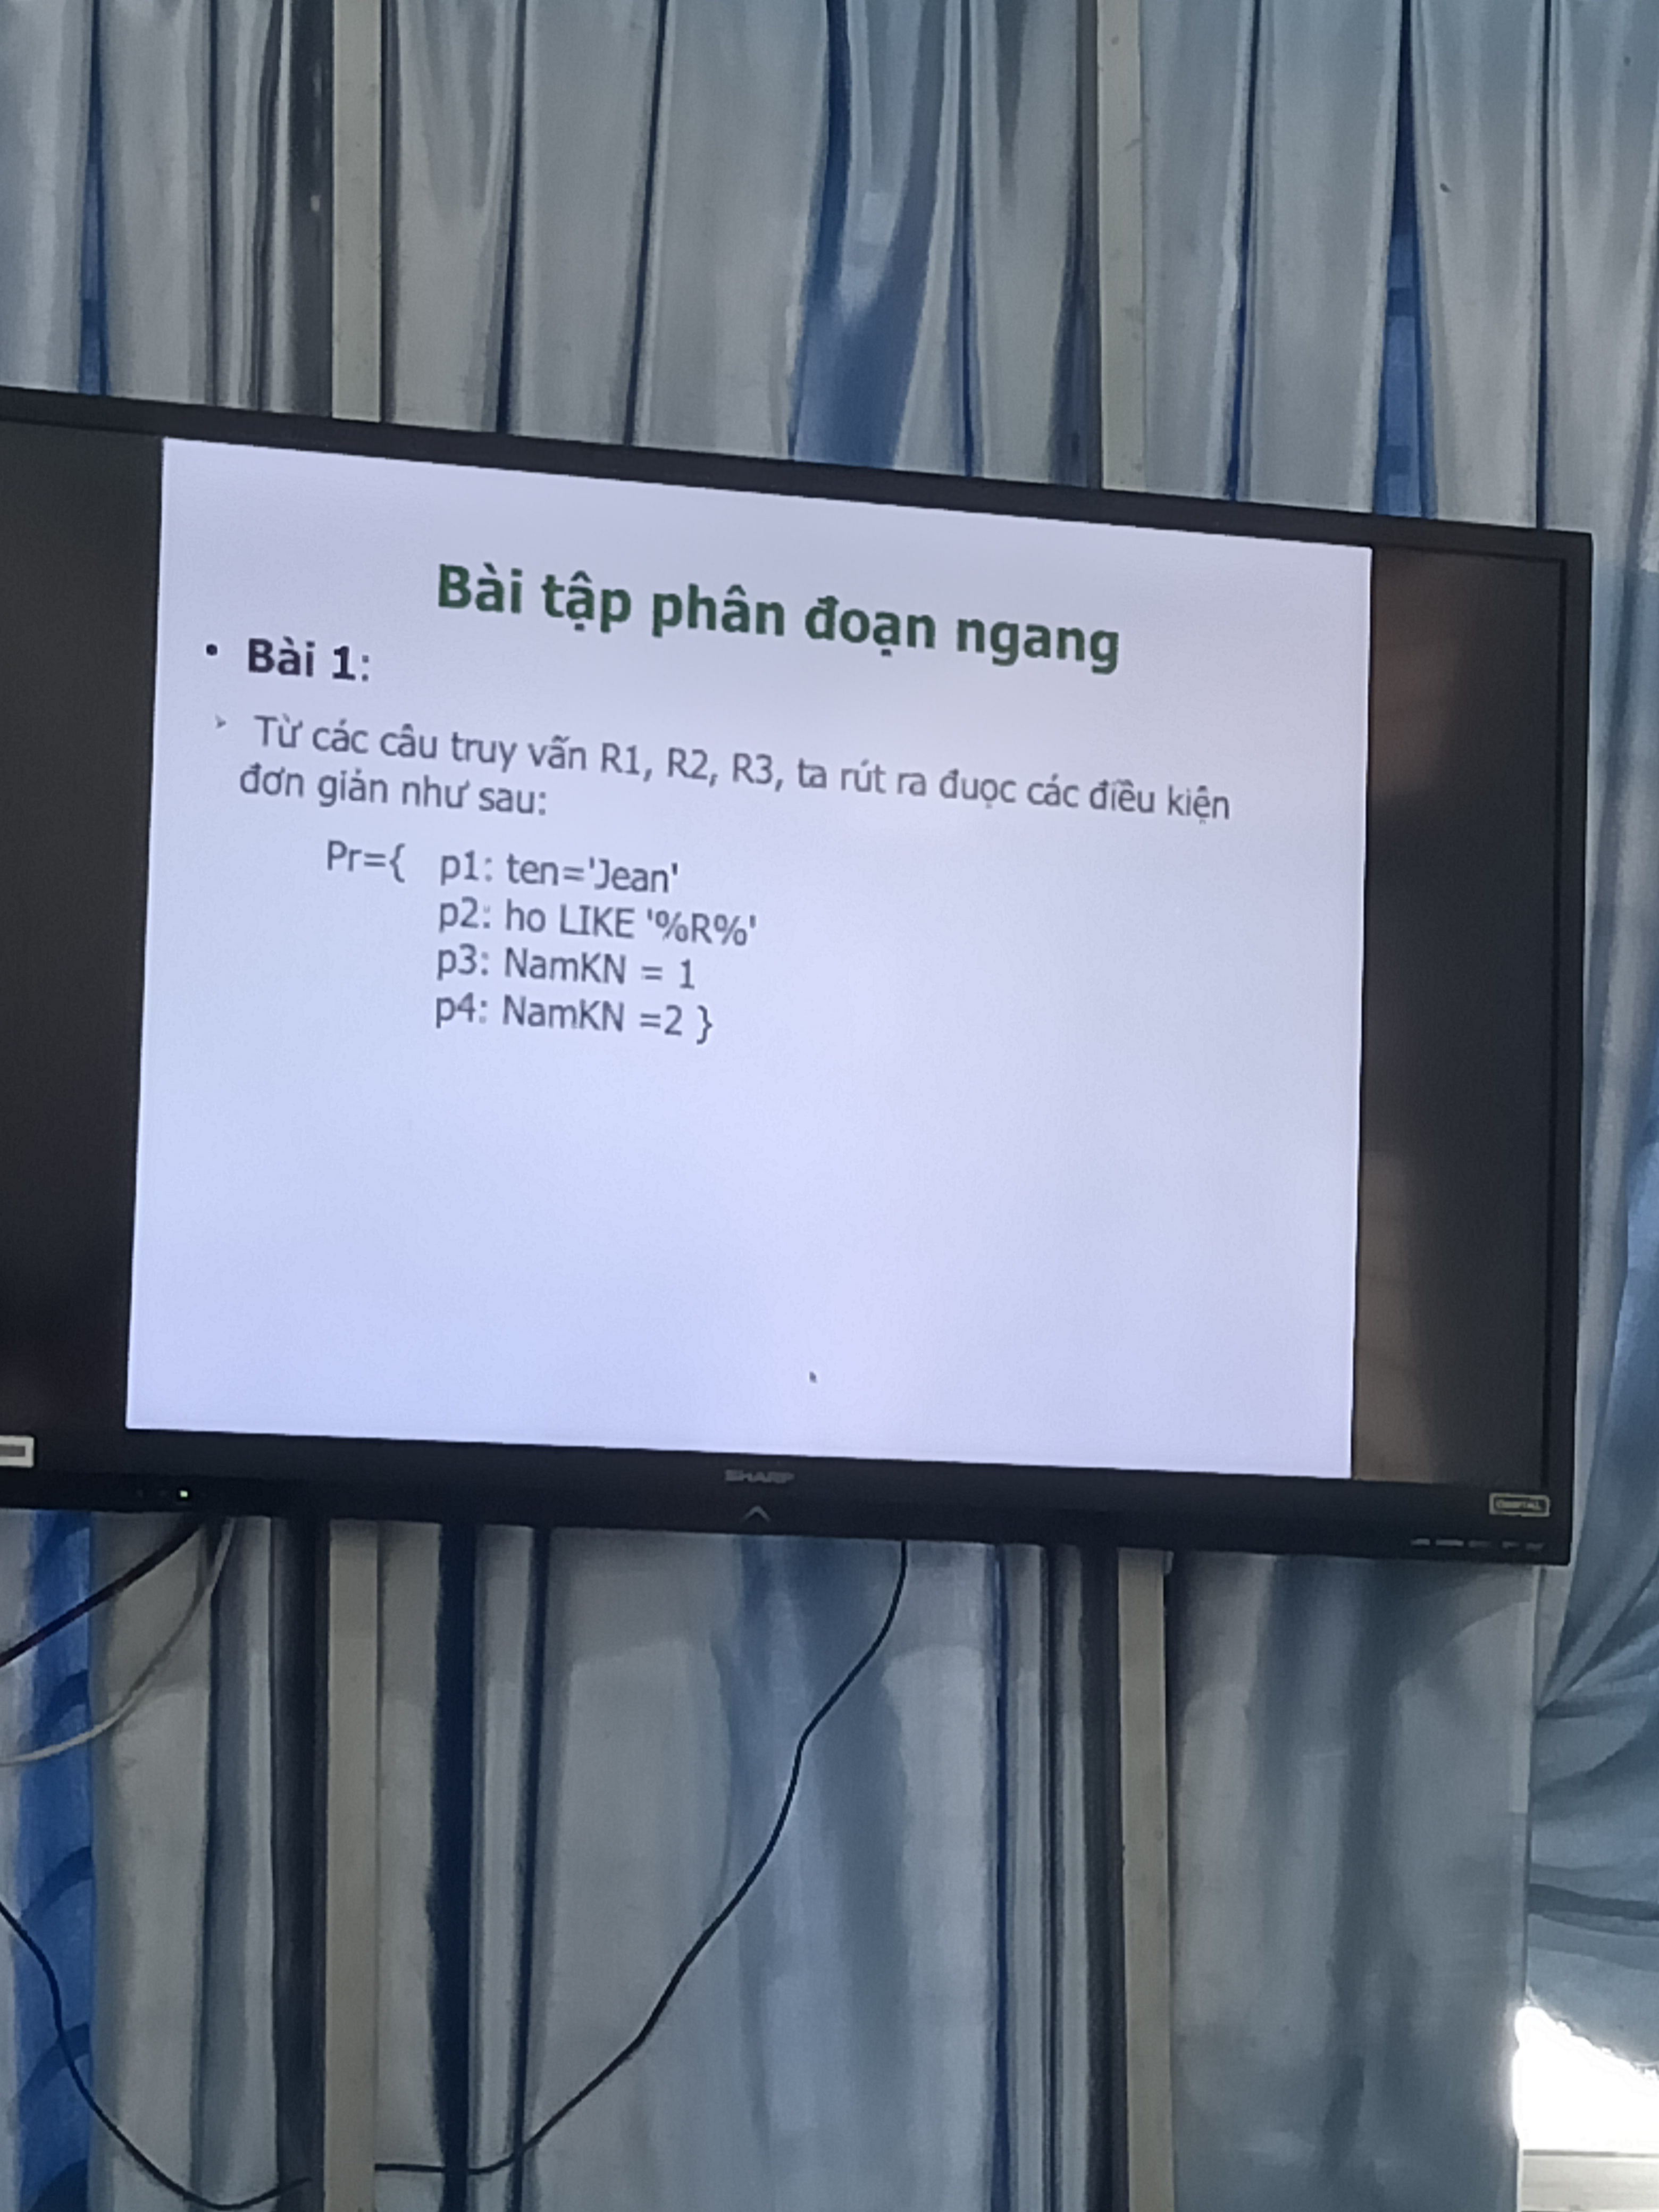 Bài tập phân đoạn ngang
• Bài 1:
➢ Từ các câu truy vấn R1, R2, R3, ta rút ra đuọc các điều kiện
đơn giản như sau:
Pr={ p1: ten='Jean'
p2: ho LIKE '%R%'
p3: NamKN = 1
p4: NamKN =2 }
SHARP